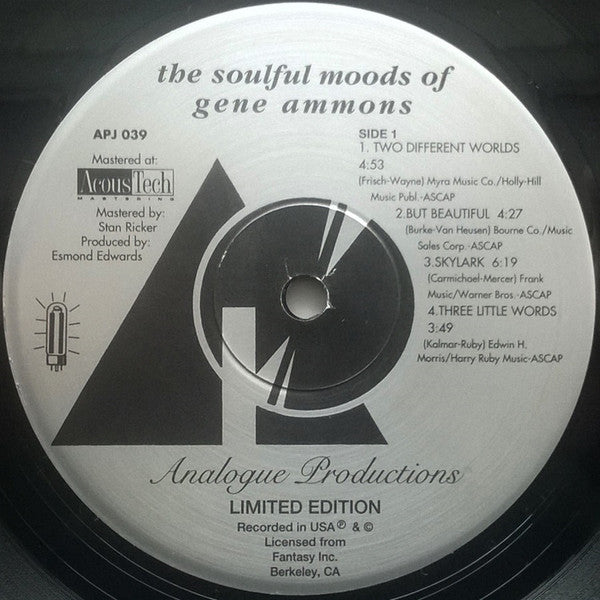 the soulful moods of
gene ammons
APJ 039
Mastered at:
AcousTech
MASTERING
Mastered by:
Stan Ricker
Produced by:
Esmond Edwards
SIDE 1
1. TWO DIFFERENT WORLDS
4:53
(Frisch-Wayne) Myra Music Co./Holly-Hill
Music Publ.-ASCAP
2.BUT BEAUTIFUL 4:27
(Burke-Van Heusen) Bourne Co./Music
Sales Corp.-ASCAP
3.SKYLARK 6:19
(Carmichael-Mercer) Frank
Music/Warner Bros.-ASCAP
4.THREE LITTLE WORDS
3:49
(Kalmar-Ruby) Edwin H.
Morris/Harry Ruby Music-ASCAP
Analogue Productions
LIMITED EDITION
Recorded in USA ℗ & ©
Licensed from
Fantasy Inc.
Berkeley, CA